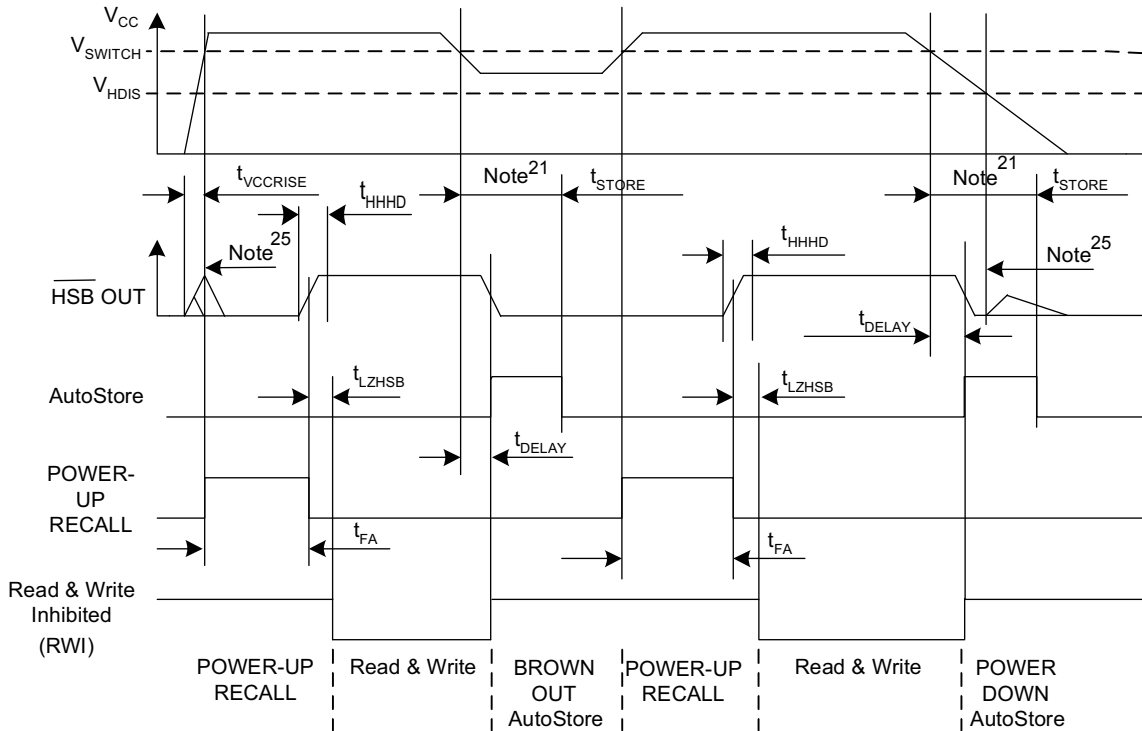 VCC
VSWITCH
VHDIS
tVCCRISE
Note21
tSTORE
Note21
tSTORE
tHHHD
tHHHD
Note25
Note25
HSB OUT
tDELAY
tLZHSB
tLZHSB
AutoStore
tDELAY
POWER-
UP
RECALL
tFA
tFA
Read & Write
Inhibited
(RWI)
POWER-UP
RECALL
Read & Write
BROWN
OUT
AutoStore
POWER-UP
RECALL
Read & Write
POWER
DOWN
AutoStore